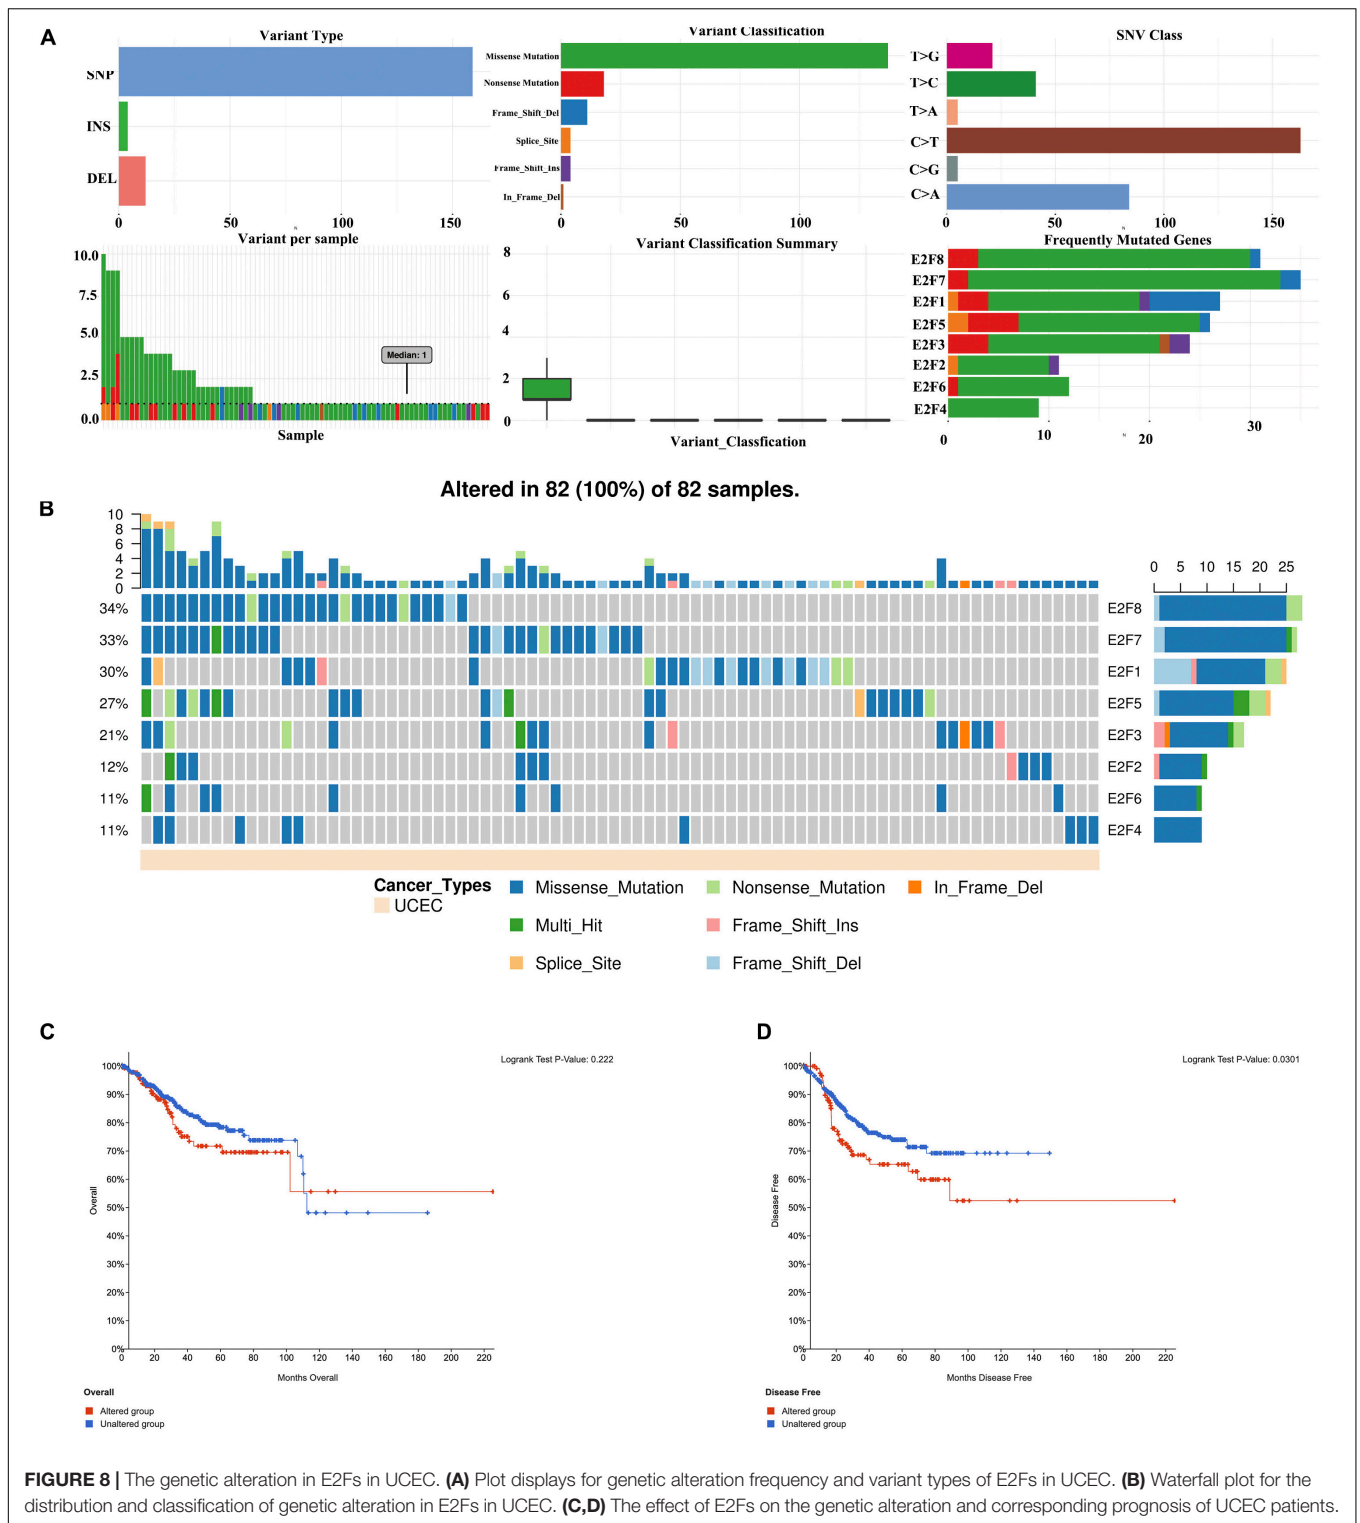 A
Variant Type
SNP
INS
DEL
0 50 100 150
N
Variant Classification
Missense Mutation
Nonsense Mutation
Frame_Shift_Del
Splice_Site
Frame_Shift_Ins
In_Frame_Del
0 50 100
SNV Class
T>G
T>C
T>A
C>T
C>G
C>A
0 50 100 150
N
Variant per sample
10.0
7.5
5.0
2.5
0.0
Median: 1
Sample
Variant Classification Summary
8
6
4
2
0
Variant_Classfication
Frequently Mutated Genes
E2F8
E2F7
E2F1
E2F5
E2F3
E2F2
E2F6
E2F4
0 10 20 30
N
B
Altered in 82 (100%) of 82 samples.
10
8
6
4
2
0
0 5 10 15 20 25
34% E2F8
33% E2F7
30% E2F1
27% E2F5
21% E2F3
12% E2F2
11% E2F6
11% E2F4
Cancer_Types
UCEC
Missense_Mutation Nonsense_Mutation In_Frame_Del
Multi_Hit Frame_Shift_Ins
Splice_Site Frame_Shift_Del
C
Logrank Test P-Value: 0.222
100%
90%
80%
70%
60%
50%
40%
30%
20%
10%
0%
Overall
0 20 40 60 80 100 120 140 160 180 200 220
Months Overall
Overall
Altered group
Unaltered group
D
Logrank Test P-Value: 0.0301
100%
90%
80%
70%
60%
50%
40%
30%
20%
10%
0%
Disease Free
0 20 40 60 80 100 120 140 160 180 200 220
Months Disease Free
Disease Free
Altered group
Unaltered group
FIGURE 8 | The genetic alteration in E2Fs in UCEC. (A) Plot displays for genetic alteration frequency and variant types of E2Fs in UCEC. (B) Waterfall plot for the
distribution and classification of genetic alteration in E2Fs in UCEC. (C,D) The effect of E2Fs on the genetic alteration and corresponding prognosis of UCEC patients.